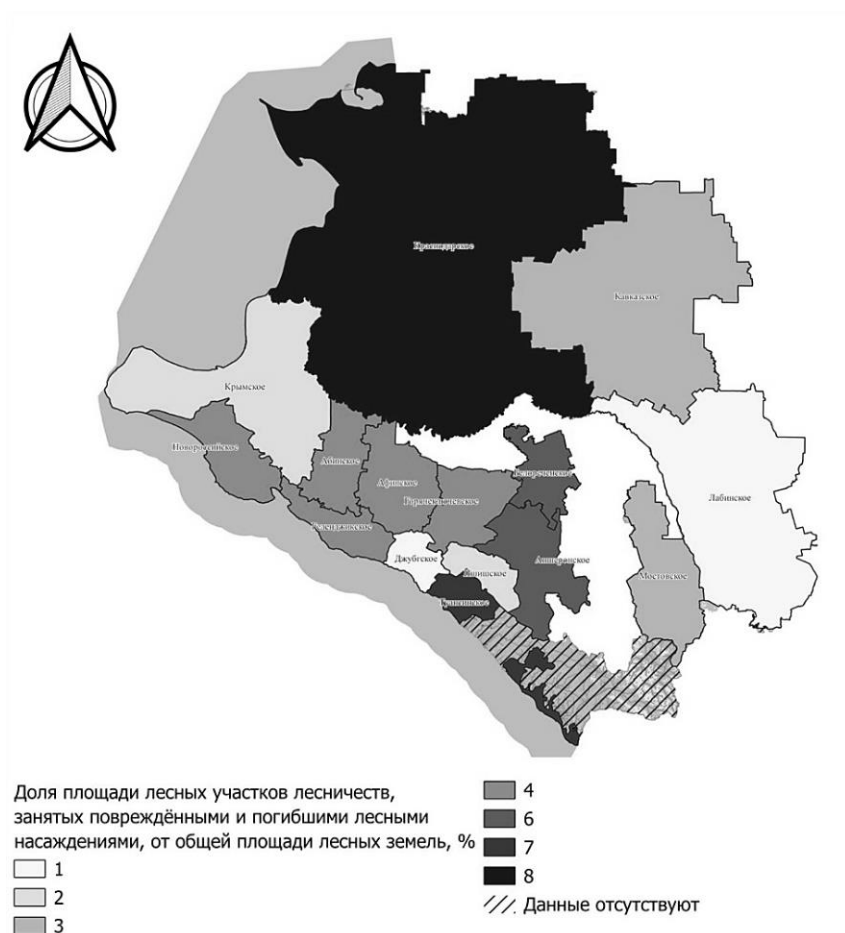 Краснодарское
Кавказское
Крымское
Новороссийское
Абинское
Афипское
Горячеключевское
Белореченское
Лабинское
Геленджикское
Джубгское
Апшеронское
Пшишское
Мостовское
Туапсинское
Доля площади лесных участков лесничеств,
занятых повреждёнными и погибшими лесными
насаждениями, от общей площади лесных земель, %
1
2
3
4
6
7
8
Данные отсутствуют